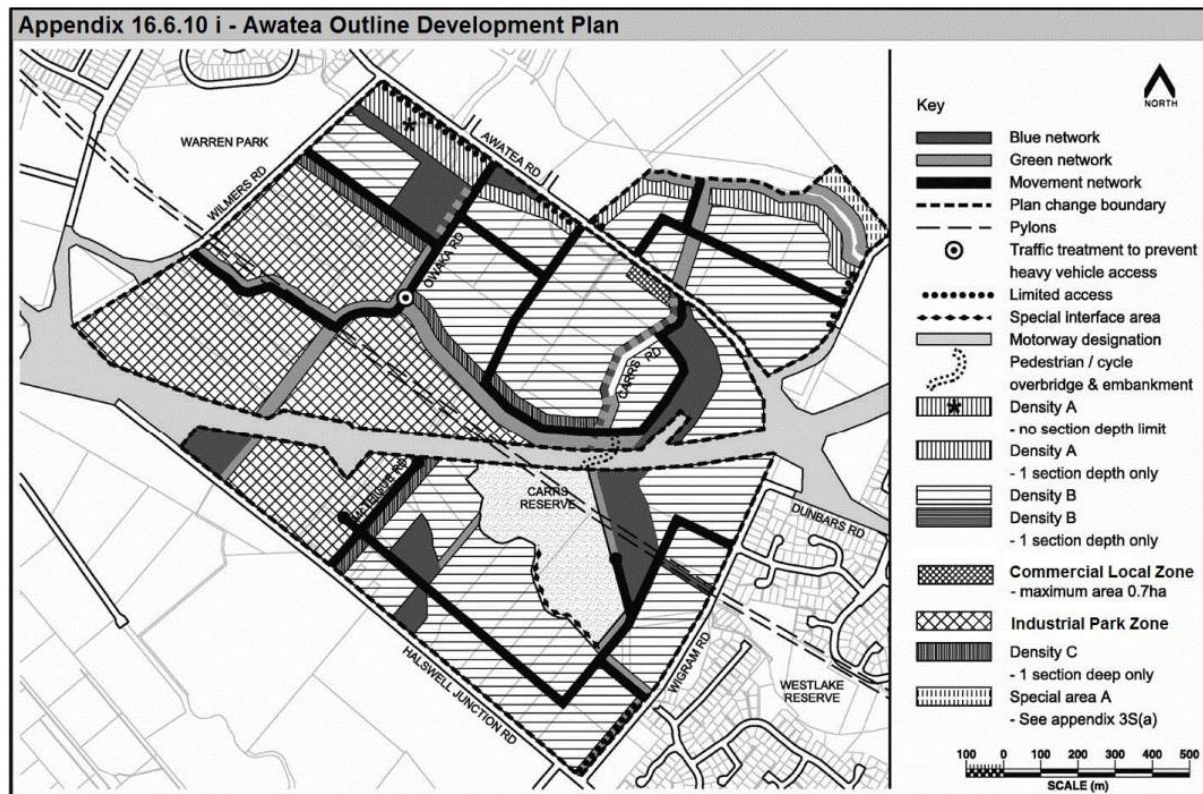 Appendix 16.6.10 i - Awatea Outline Development Plan
WARREN PARK
WILMERS RD
AWATEA RD
OWAKA RD
CARRS RD
CARRS
RESERVE
DUNBARS RD
WIGRAM RD
WESTLAKE
RESERVE
HALSWELL JUNCTION RD
NORTH
Key
Blue network
Green network
Movement network
Plan change boundary
Pylons
Traffic treatment to prevent
heavy vehicle access
Limited access
Special interface area
Motorway designation
Pedestrian / cycle
overbridge & embankment
Density A
- no section depth limit
Density A
- 1 section depth only
Density B
Density B
- 1 section depth only
Commercial Local Zone
- maximum area 0.7ha
Industrial Park Zone
Density C
- 1 section deep only
Special area A
- See appendix 3S(a)
100 0 100 200 300 400 500
SCALE (m)